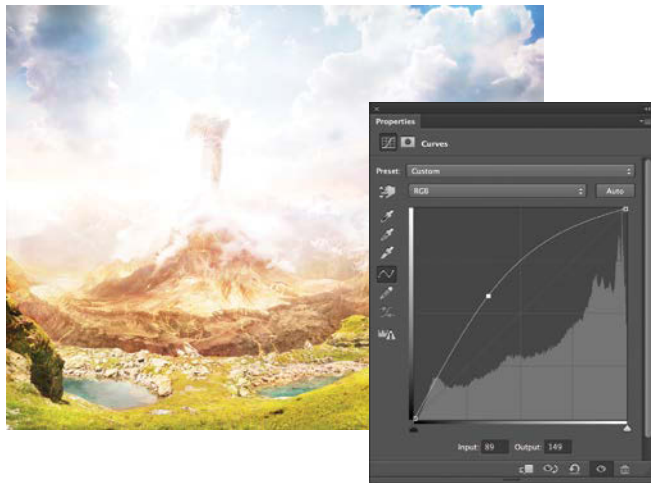 Properties
Curves
Preset: Custom
RGB Auto
Input: 89 Output: 149